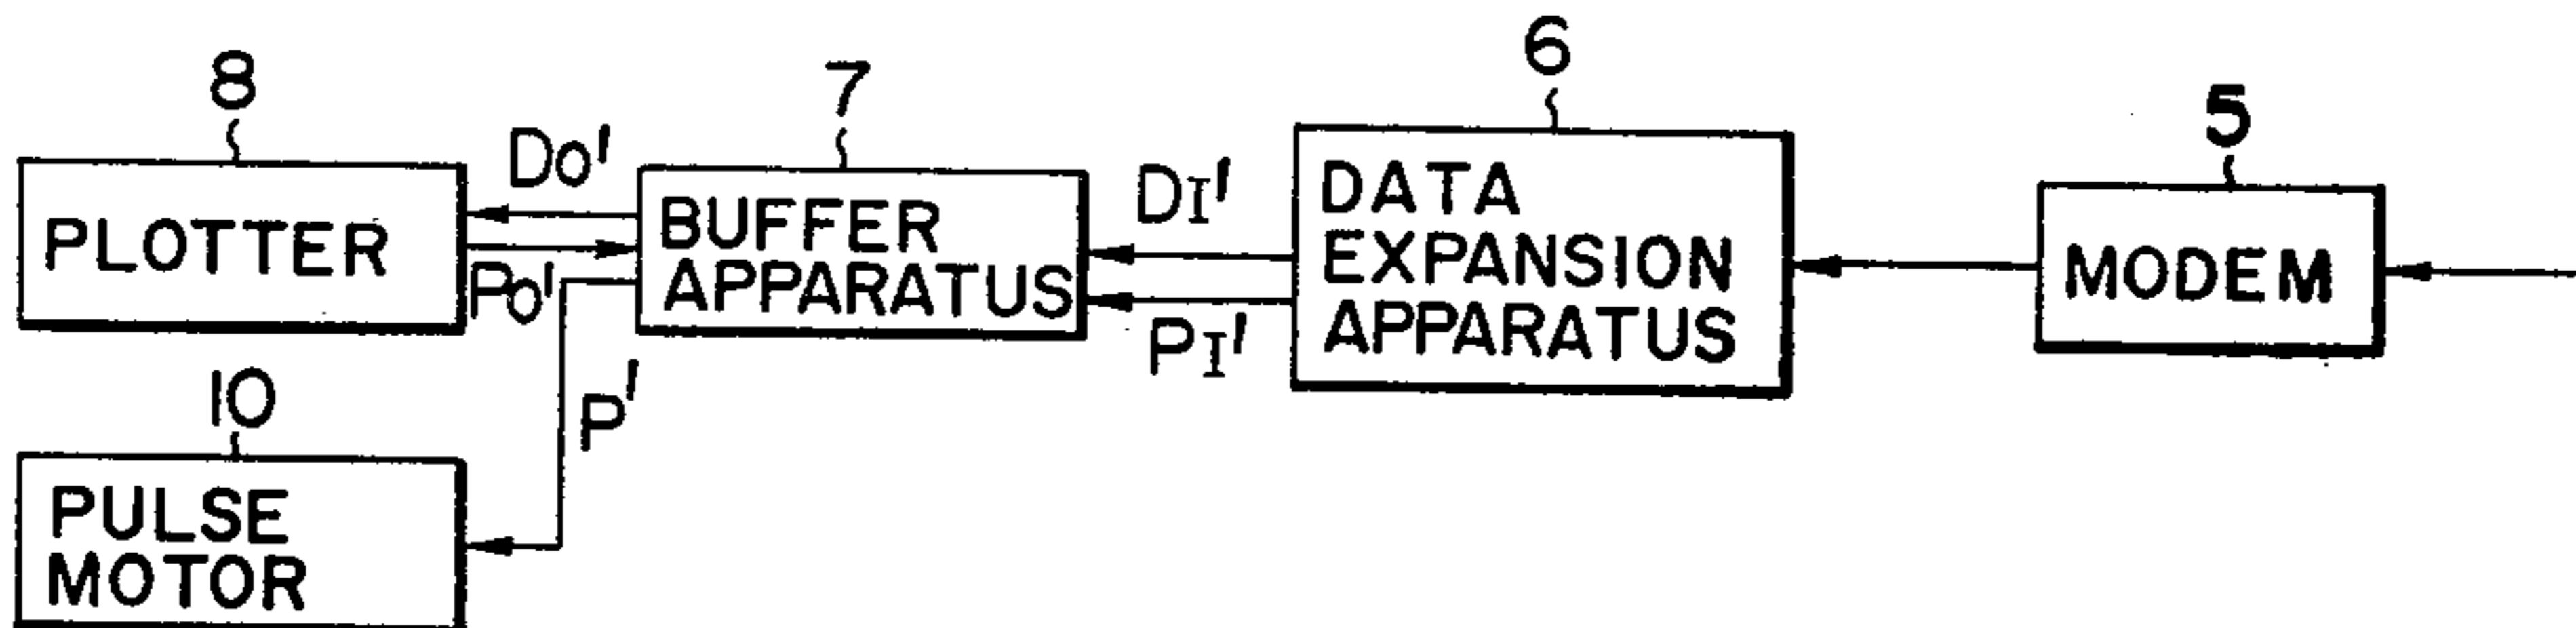 8
7
6
5
Do'
DI'
PLOTTER
BUFFER
APPARATUS
DATA
EXPANSION
APPARATUS
MODEM
Po'
PI'
P'
10
PULSE
MOTOR